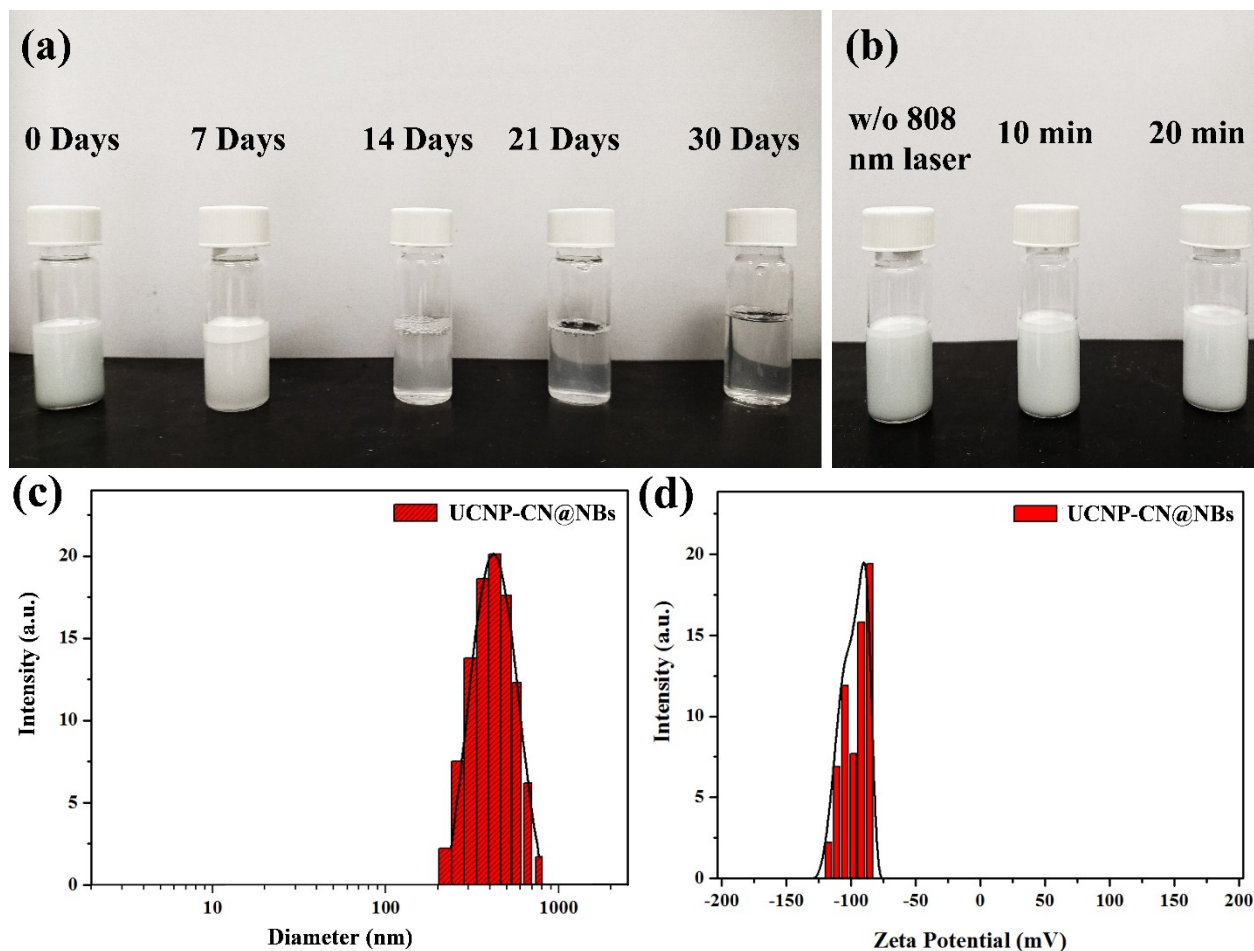 (a)
0 Days
7 Days
14 Days
21 Days
30 Days
(b)
w/o 808
nm laser
10 min
20 min
(c)
UCNP-CN@NBs
20
15
10
5
0
Intensity (a.u.)
10
100
1000
Diameter (nm)
(d)
UCNP-CN@NBs
20
15
10
5
0
Intensity (a.u.)
-200
-150
-100
-50
0
50
100
150
200
Zeta Potential (mV)